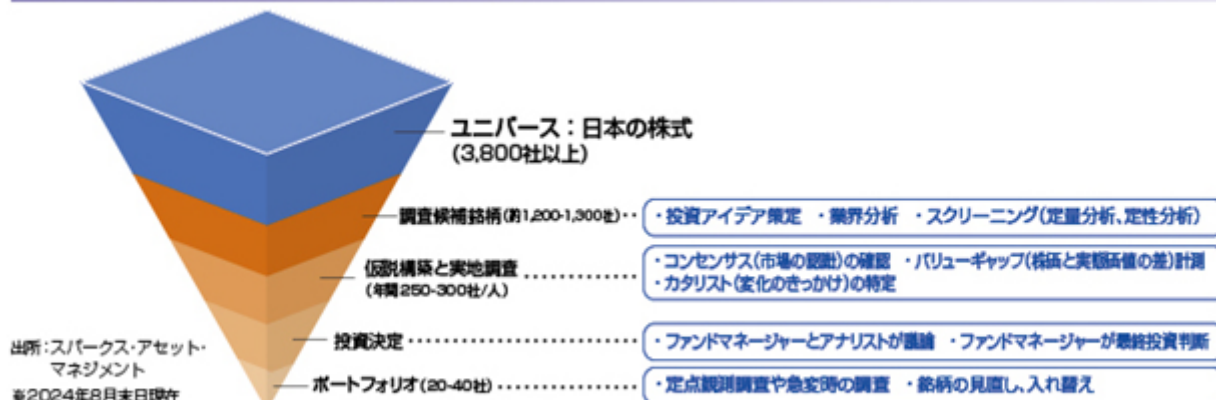 ユニバース：日本の株式
(3,800社以上)
調査候補銘柄(約1,200-1,300社)
・投資アイデア策定　・業界分析　・スクリーニング(定量分析、定性分析)
仮説構築と実地調査
(年間250-300社/人)
・コンセンサス(市場の認識)の確認　・バリューギャップ(株価と実態価値の差)計測
・カタリスト(変化のきっかけ)の特定
投資決定
・ファンドマネージャーとアナリストが議論　・ファンドマネージャーが最終投資判断
ポートフォリオ(20-40社)
・定点観測調査や急変時の調査　・銘柄の見直し、入れ替え
出所：スパークス・アセット・
マネジメント
※2024年8月末日現在